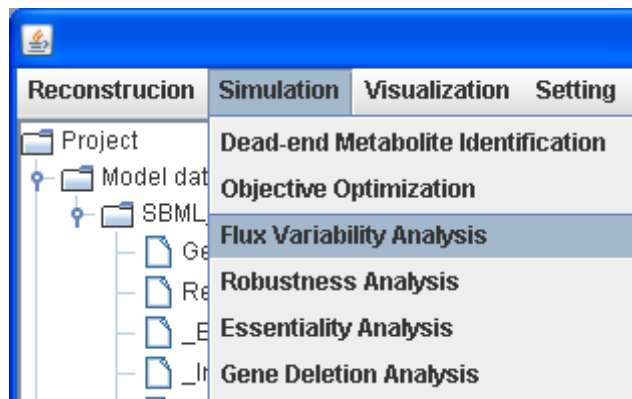 Reconstrucion Simulation Visualization Setting
Project
Dead-end Metabolite Identification
Model dat
Objective Optimization
SBML_
Flux Variability Analysis
Ge
Re
Robustness Analysis
_E
Essentiality Analysis
_Ir
Gene Deletion Analysis